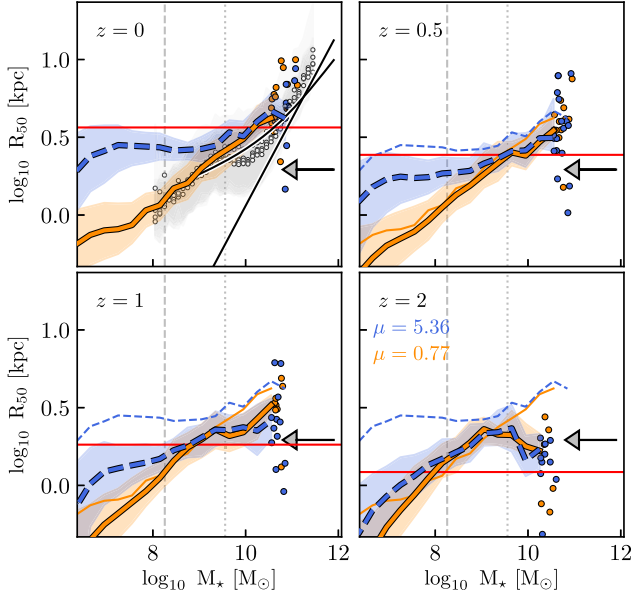 z = 0
z = 0.5
1.0
0.5
0.0
log₁₀ R₅₀ [kpc]
z = 1
z = 2
μ = 5.36
μ = 0.77
1.0
0.5
0.0
log₁₀ R₅₀ [kpc]
8 10 12
8 10 12
log₁₀ M⋆ [M⊙]
log₁₀ M⋆ [M⊙]